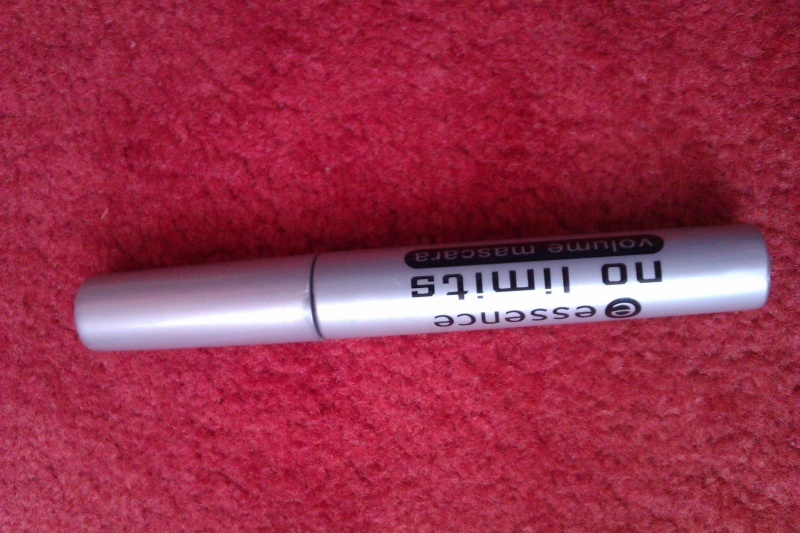 essence
no limits
volume mascara